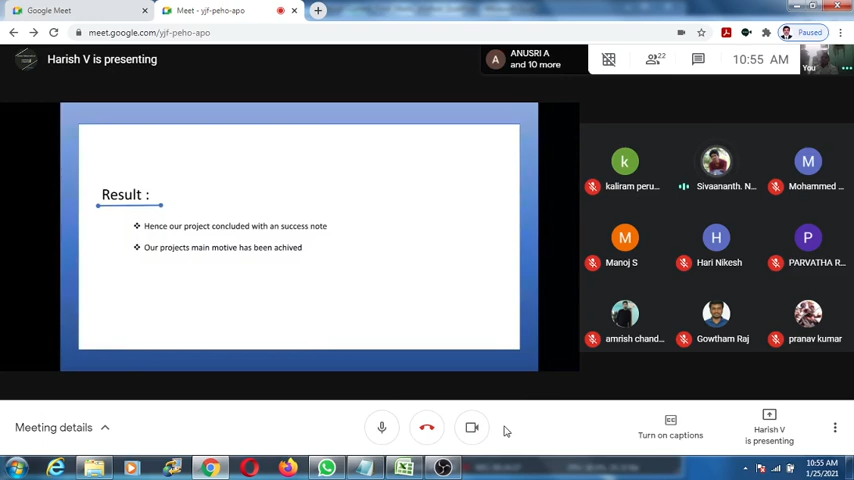 Google Meet
Meet - yjf-peho-apo
meet.google.com/yjf-peho-apo
Paused
Harish V is presenting
A
ANUSRI A
and 10 more
22
10:55 AM
You
Result :
Hence our project concluded with an success note
Our projects main motive has been achived
k
M
kaliram peru...
Sivaananth. N...
Mohammed ...
M
H
P
Manoj S
Hari Nikesh
PARVATHA R...
amrish chand...
Gowtham Raj
pranav kumar
Meeting details
Turn on captions
Harish V
is presenting
10:55 AM
1/25/2021